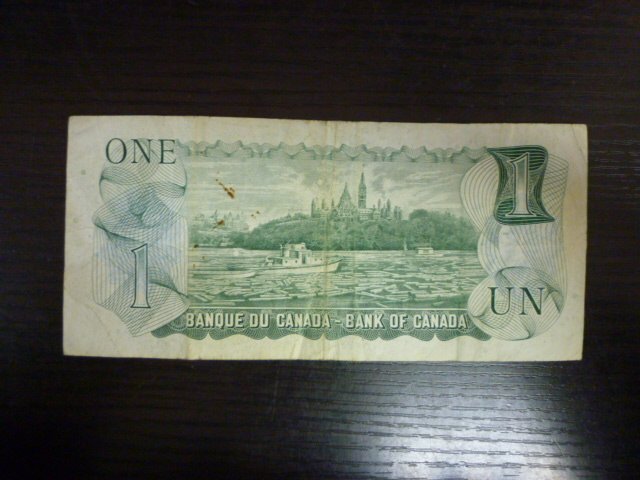 ONE
1
1
UN
BANQUE DU CANADA - BANK OF CANADA